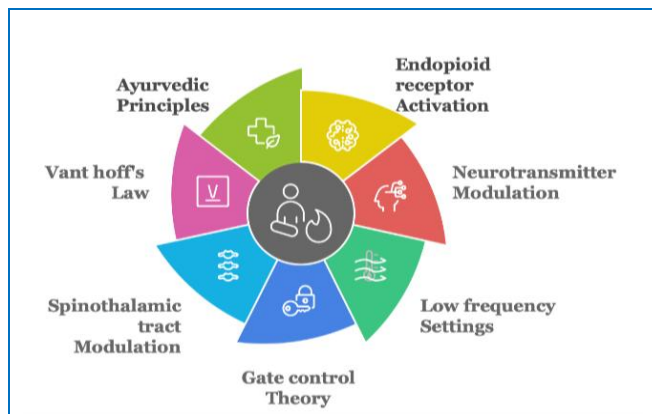 Ayurvedic
Principles
Endopioid
receptor
Activation
Neurotransmitter
Modulation
Low frequency
Settings
Gate control
Theory
Spinothalamic
tract
Modulation
Vant hoff's
Law
V